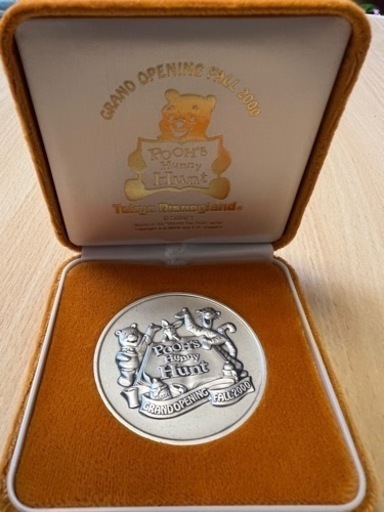 GRAND OPENING FALL 2000
POOH'S
Hunny
Hunt
Tokyo Disneyland®
POOH'S
Hunny
Hunt
GRAND OPENING FALL 2000